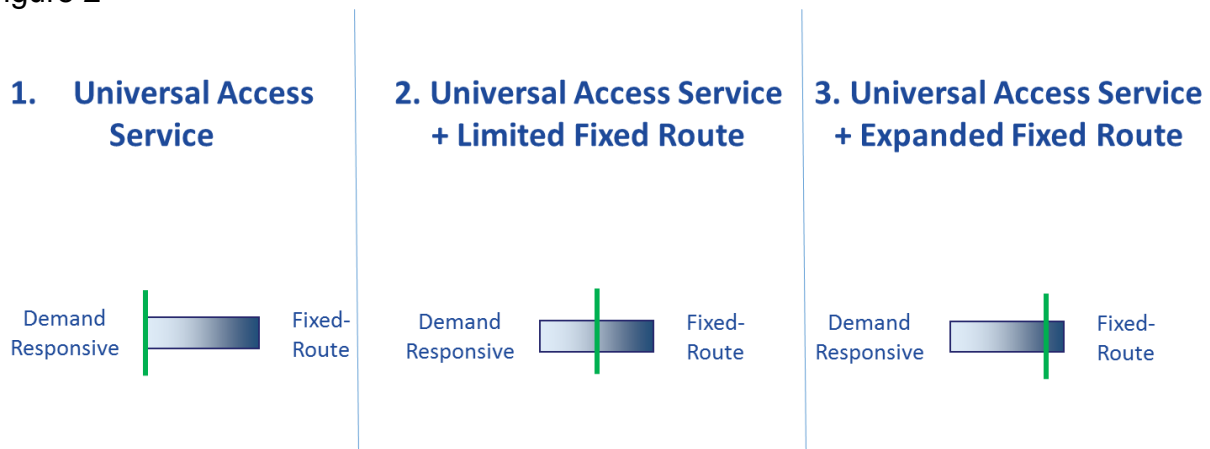 1. Universal Access
Service
Demand
Responsive
Fixed-
Route
2. Universal Access Service
+ Limited Fixed Route
Demand
Responsive
Fixed-
Route
3. Universal Access Service
+ Expanded Fixed Route
Demand
Responsive
Fixed-
Route